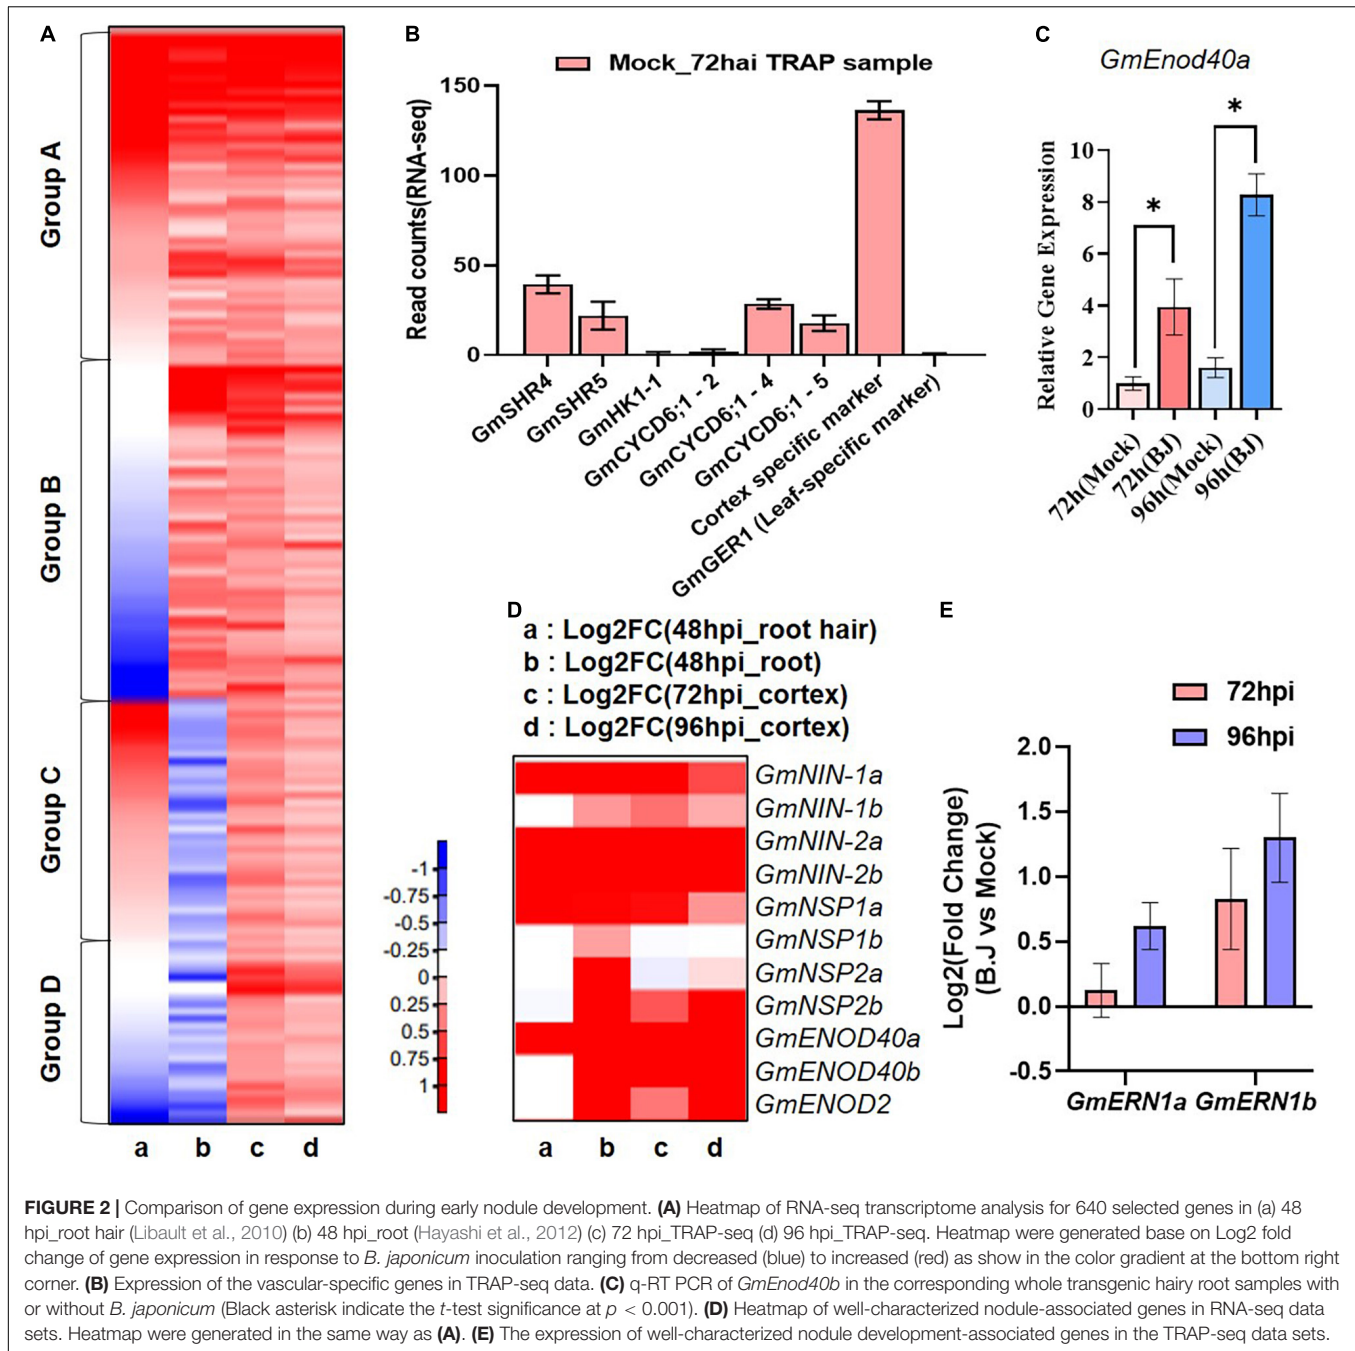 A
Group A
Group B
Group C
Group D
a b c d
-1
-0.75
-0.5
-0.25
0
0.25
0.5
0.75
1
B
Mock_72hai TRAP sample
Read counts(RNA-seq)
150
100
50
0
GmSHR4
GmSHR5
GmHK1-1
GmCYCD6;1 - 2
GmCYCD6;1 - 4
GmCYCD6;1 - 5
Cortex specific marker
GmGER1 (Leaf-specific marker)
C
GmEnod40a
Relative Gene Expression
10
8
6
4
2
0
*
*
72h(Mock)
72h(BJ)
96h(Mock)
96h(BJ)
D
a : Log2FC(48hpi_root hair)
b : Log2FC(48hpi_root)
c : Log2FC(72hpi_cortex)
d : Log2FC(96hpi_cortex)
GmNIN-1a
GmNIN-1b
GmNIN-2a
GmNIN-2b
GmNSP1a
GmNSP1b
GmNSP2a
GmNSP2b
GmENOD40a
GmENOD40b
GmENOD2
a b c d
E
72hpi
96hpi
Log2(Fold Change)
(B.J vs Mock)
2.0
1.5
1.0
0.5
0.0
-0.5
GmERN1a GmERN1b
FIGURE 2 | Comparison of gene expression during early nodule development. (A) Heatmap of RNA-seq transcriptome analysis for 640 selected genes in (a) 48
hpi_root hair (Libault et al., 2010) (b) 48 hpi_root (Hayashi et al., 2012) (c) 72 hpi_TRAP-seq (d) 96 hpi_TRAP-seq. Heatmap were generated base on Log2 fold
change of gene expression in response to B. japonicum inoculation ranging from decreased (blue) to increased (red) as show in the color gradient at the bottom right
corner. (B) Expression of the vascular-specific genes in TRAP-seq data. (C) q-RT PCR of GmEnod40b in the corresponding whole transgenic hairy root samples with
or without B. japonicum (Black asterisk indicate the t-test significance at p < 0.001). (D) Heatmap of well-characterized nodule-associated genes in RNA-seq data
sets. Heatmap were generated in the same way as (A). (E) The expression of well-characterized nodule development-associated genes in the TRAP-seq data sets.